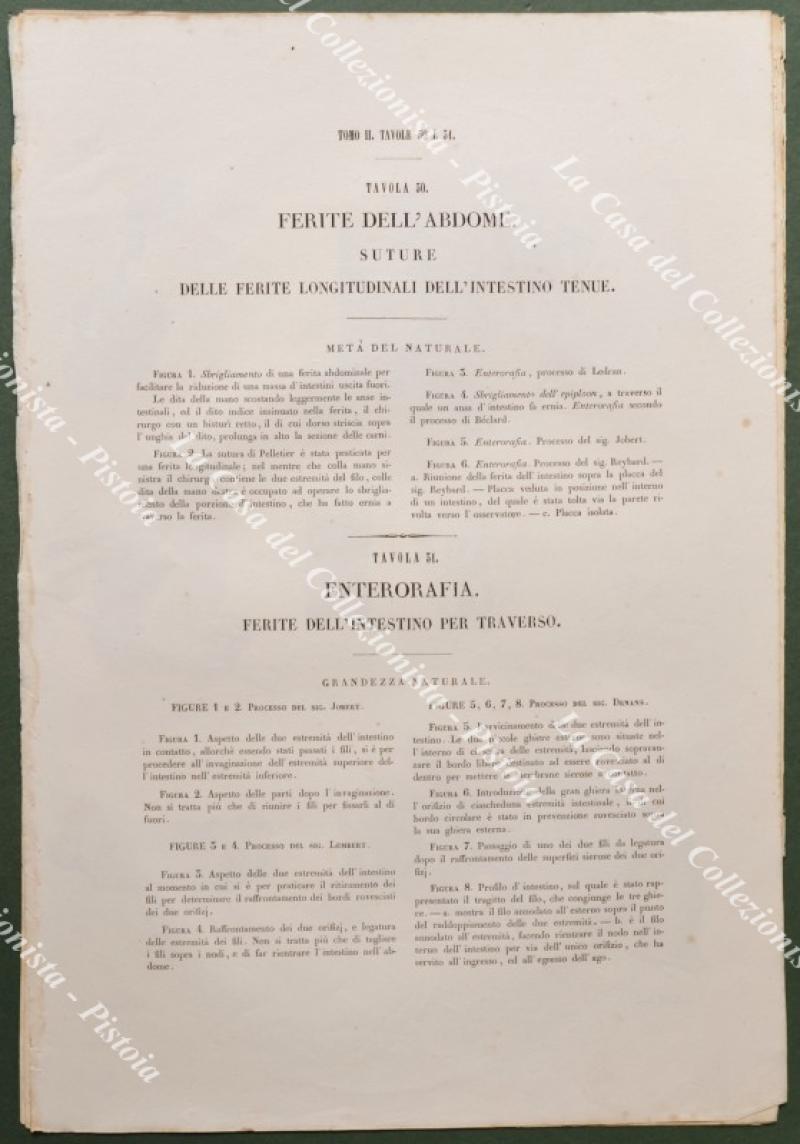 TOMO II. TAVOLE 50 e 51.
TAVOLA 50.
FERITE DELL'ABDOME.
SUTURE
DELLE FERITE LONGITUDINALI DELL'INTESTINO TENUE.
METÀ DEL NATURALE.
FIGURA 1. Sbrigliamento di una ferita abdominale per
facilitare la riduzione di una massa d'intestini uscita fuori.
Le dita della mano scostando leggermente le anse in-
testinali, ed il dito indice insinuato nella ferita, il chi-
rurgo con un bisturì retto, il di cui dorso striscia sopra
l'unghia del dito, prolunga in alto la sezione delle carni.
FIGURA 2. La sutura di Pelletier è stata praticata per
una ferita longitudinale; nel mentre che colla mano si-
nistra il chirurgo contiene le due estremità del filo, colle
dita della mano destra è occupato ad operare lo sbriglia-
mento della porzione d'intestino, che ha fatto ernia a
traverso la ferita.
FIGURA 3. Enterorafia, processo di Ledran.
FIGURA 4. Sbrigliamento dell'epiploon, a traverso il
quale un ansa d'intestino fa ernia. Enterorafia secondo
il processo di Béclard.
FIGURA 5. Enterorafia. Processo del sig. Jobert.
FIGURA 6. Enterorafia. Processo del sig. Reybard. —
a. Riunione della ferita dell'intestino sopra la placca del
sig. Reybard. — Placca veduta in posizione nell'interno
di un intestino, del quale è stata tolta via la parete ri-
volta verso l'osservatore. — c. Placca isolata.
TAVOLA 51.
ENTERORAFIA.
FERITE DELL'INTESTINO PER TRAVERSO.
GRANDEZZA NATURALE.
FIGURE 1 E 2. PROCESSO DEL SIG. JOBERT.
FIGURA 1. Aspetto delle due estremità dell'intestino
in contatto, allorchè essendo stati passati i fili, si è per
procedere all'invaginazione dell'estremità superiore del-
l'intestino nell'estremità inferiore.
FIGURA 2. Aspetto delle parti dopo l'invaginazione.
Non si tratta più che di riunire i fili per fissarli al di
fuori.
FIGURE 3 E 4. PROCESSO DEL SIG. LEMBERT.
FIGURA 3. Aspetto delle due estremità dell'intestino
al momento in cui si è per praticare il ritiramento dei
fili per determinare il raffrontamento dei bordi rovesciati
dei due orifizj.
FIGURA 4. Raffrontamento dei due orifizj, e legatura
delle estremità dei fili. Non si tratta più che di tagliare
i fili sopra i nodi, e di far rientrare l'intestino nell'ab-
dome.
FIGURE 5, 6, 7, 8. PROCESSO DEL SIG. DENANS.
FIGURA 5. Ravvicinamento delle due estremità dell'in-
testino. Le due piccole ghiere esterne sono situate nel-
l'interno di ciascuna delle estremità, lasciando sopravan-
zare il bordo libero destinato ad essere rovesciato al di
dentro per mettere le membrane sierose a contatto.
FIGURA 6. Introduzione della gran ghiera interna nel-
l'orifizio di ciascheduna estremità intestinale, il di cui
bordo circolare è stato in prevenzione rovesciato sopra
la sua ghiera esterna.
FIGURA 7. Passaggio di uno dei due fili da legatura
dopo il raffrontamento delle superfici sierose dei due ori-
fizj.
FIGURA 8. Profilo d'intestino, sul quale è stato rap-
presentato il tragitto del filo, che congiunge le tre ghie-
re. — a. mostra il filo annodato all'esterno sopra il punto
del raddoppiamento delle due estremità. — b. è il filo
annodato all'estremità, facendo rientrare il nodo nell'in-
terno dell'intestino per via dell'unico orifizio, che ha
servito all'ingresso, ed all'egresso dell'ago.
La Casa del Collezionista - Pistoia